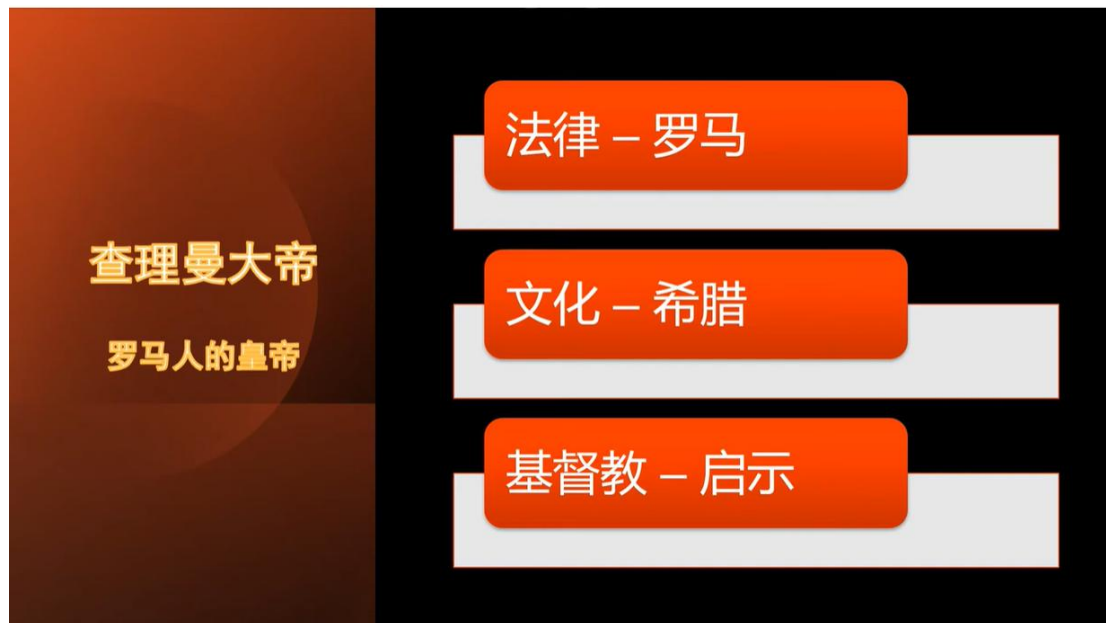 查理曼大帝
罗马人的皇帝
法律 – 罗马
文化 – 希腊
基督教 – 启示